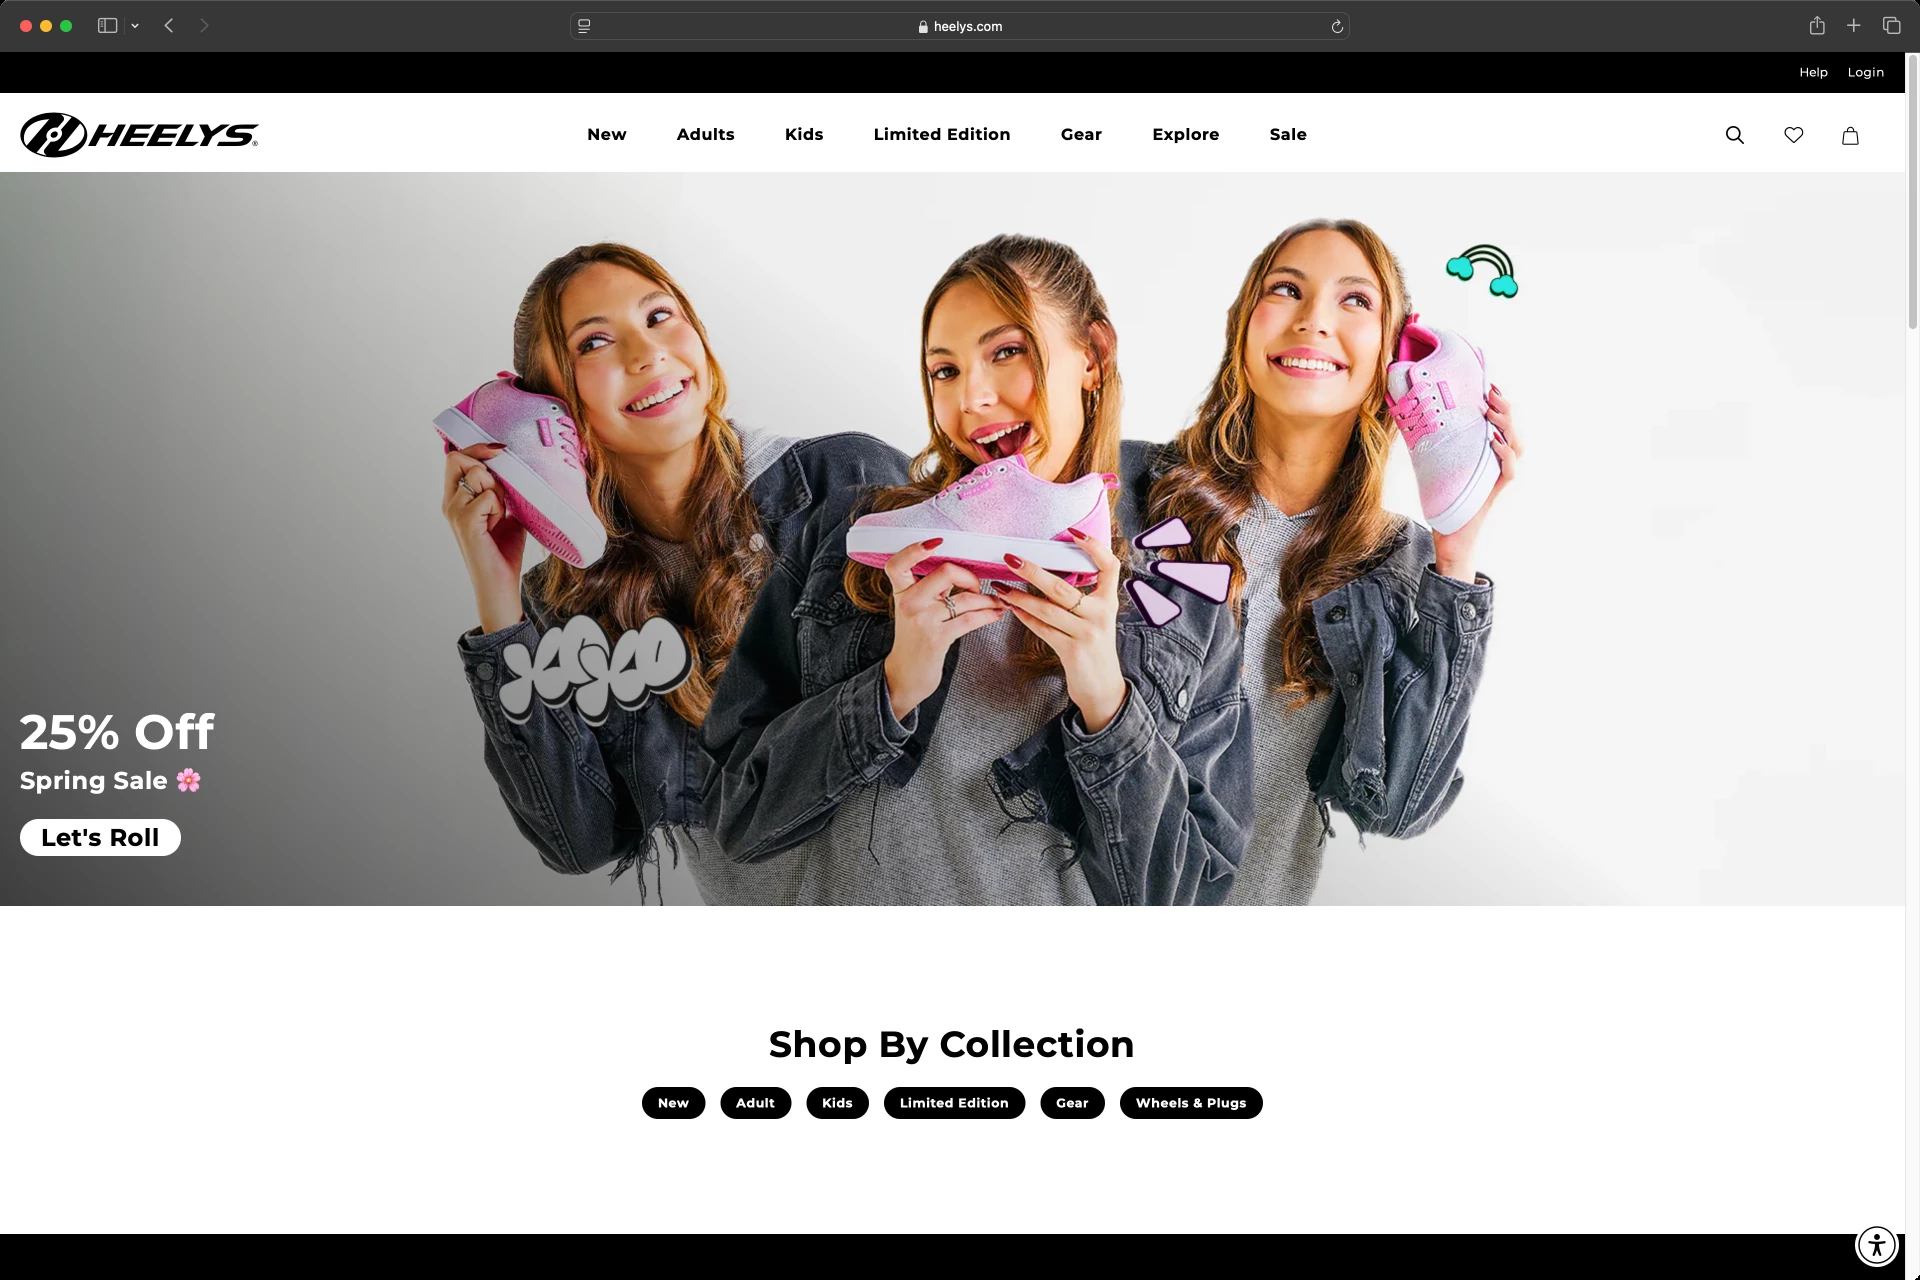 heelys.com
Help Login
HEELYS®
New Adults Kids Limited Edition Gear Explore Sale
25% Off
Spring Sale 🌸
Let's Roll
Shop By Collection
New Adult Kids Limited Edition Gear Wheels & Plugs